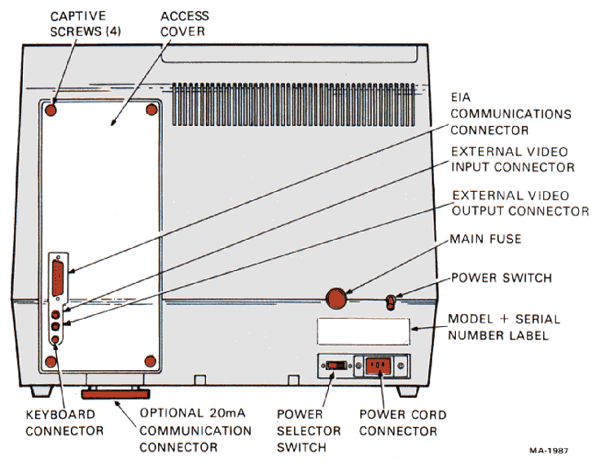 CAPTIVE
SCREWS (4)
ACCESS
COVER
EIA
COMMUNICATIONS
CONNECTOR
EXTERNAL VIDEO
INPUT CONNECTOR
EXTERNAL VIDEO
OUTPUT CONNECTOR
MAIN FUSE
POWER SWITCH
MODEL + SERIAL
NUMBER LABEL
KEYBOARD
CONNECTOR
OPTIONAL 20mA
COMMUNICATION
CONNECTOR
POWER
SELECTOR
SWITCH
POWER CORD
CONNECTOR
MA-1987